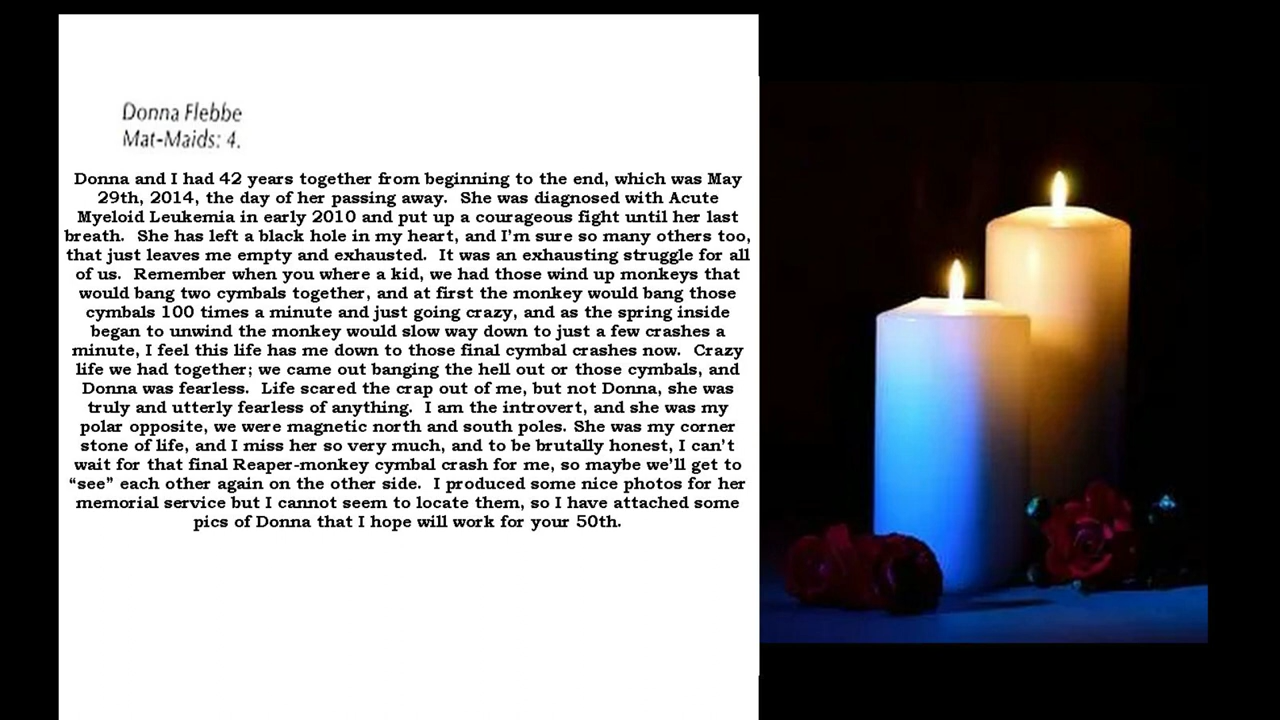 Donna Flebbe
Mat-Maids: 4.
Donna and I had 42 years together from beginning to the end, which was May
29th, 2014, the day of her passing away.  She was diagnosed with Acute
Myeloid Leukemia in early 2010 and put up a courageous fight until her last
breath.  She has left a black hole in my heart, and I'm sure so many others too,
that just leaves me empty and exhausted.  It was an exhausting struggle for all
of us.  Remember when you where a kid, we had those wind up monkeys that
would bang two cymbals together, and at first the monkey would bang those
cymbals 100 times a minute and just going crazy, and as the spring inside
began to unwind the monkey would slow way down to just a few crashes a
minute, I feel this life has me down to those final cymbal crashes now.  Crazy
life we had together; we came out banging the hell out or those cymbals, and
Donna was fearless.  Life scared the crap out of me, but not Donna, she was
truly and utterly fearless of anything.  I am the introvert, and she was my
polar opposite, we were magnetic north and south poles. She was my corner
stone of life, and I miss her so very much, and to be brutally honest, I can't
wait for that final Reaper-monkey cymbal crash for me, so maybe we'll get to
“see” each other again on the other side.  I produced some nice photos for her
memorial service but I cannot seem to locate them, so I have attached some
pics of Donna that I hope will work for your 50th.